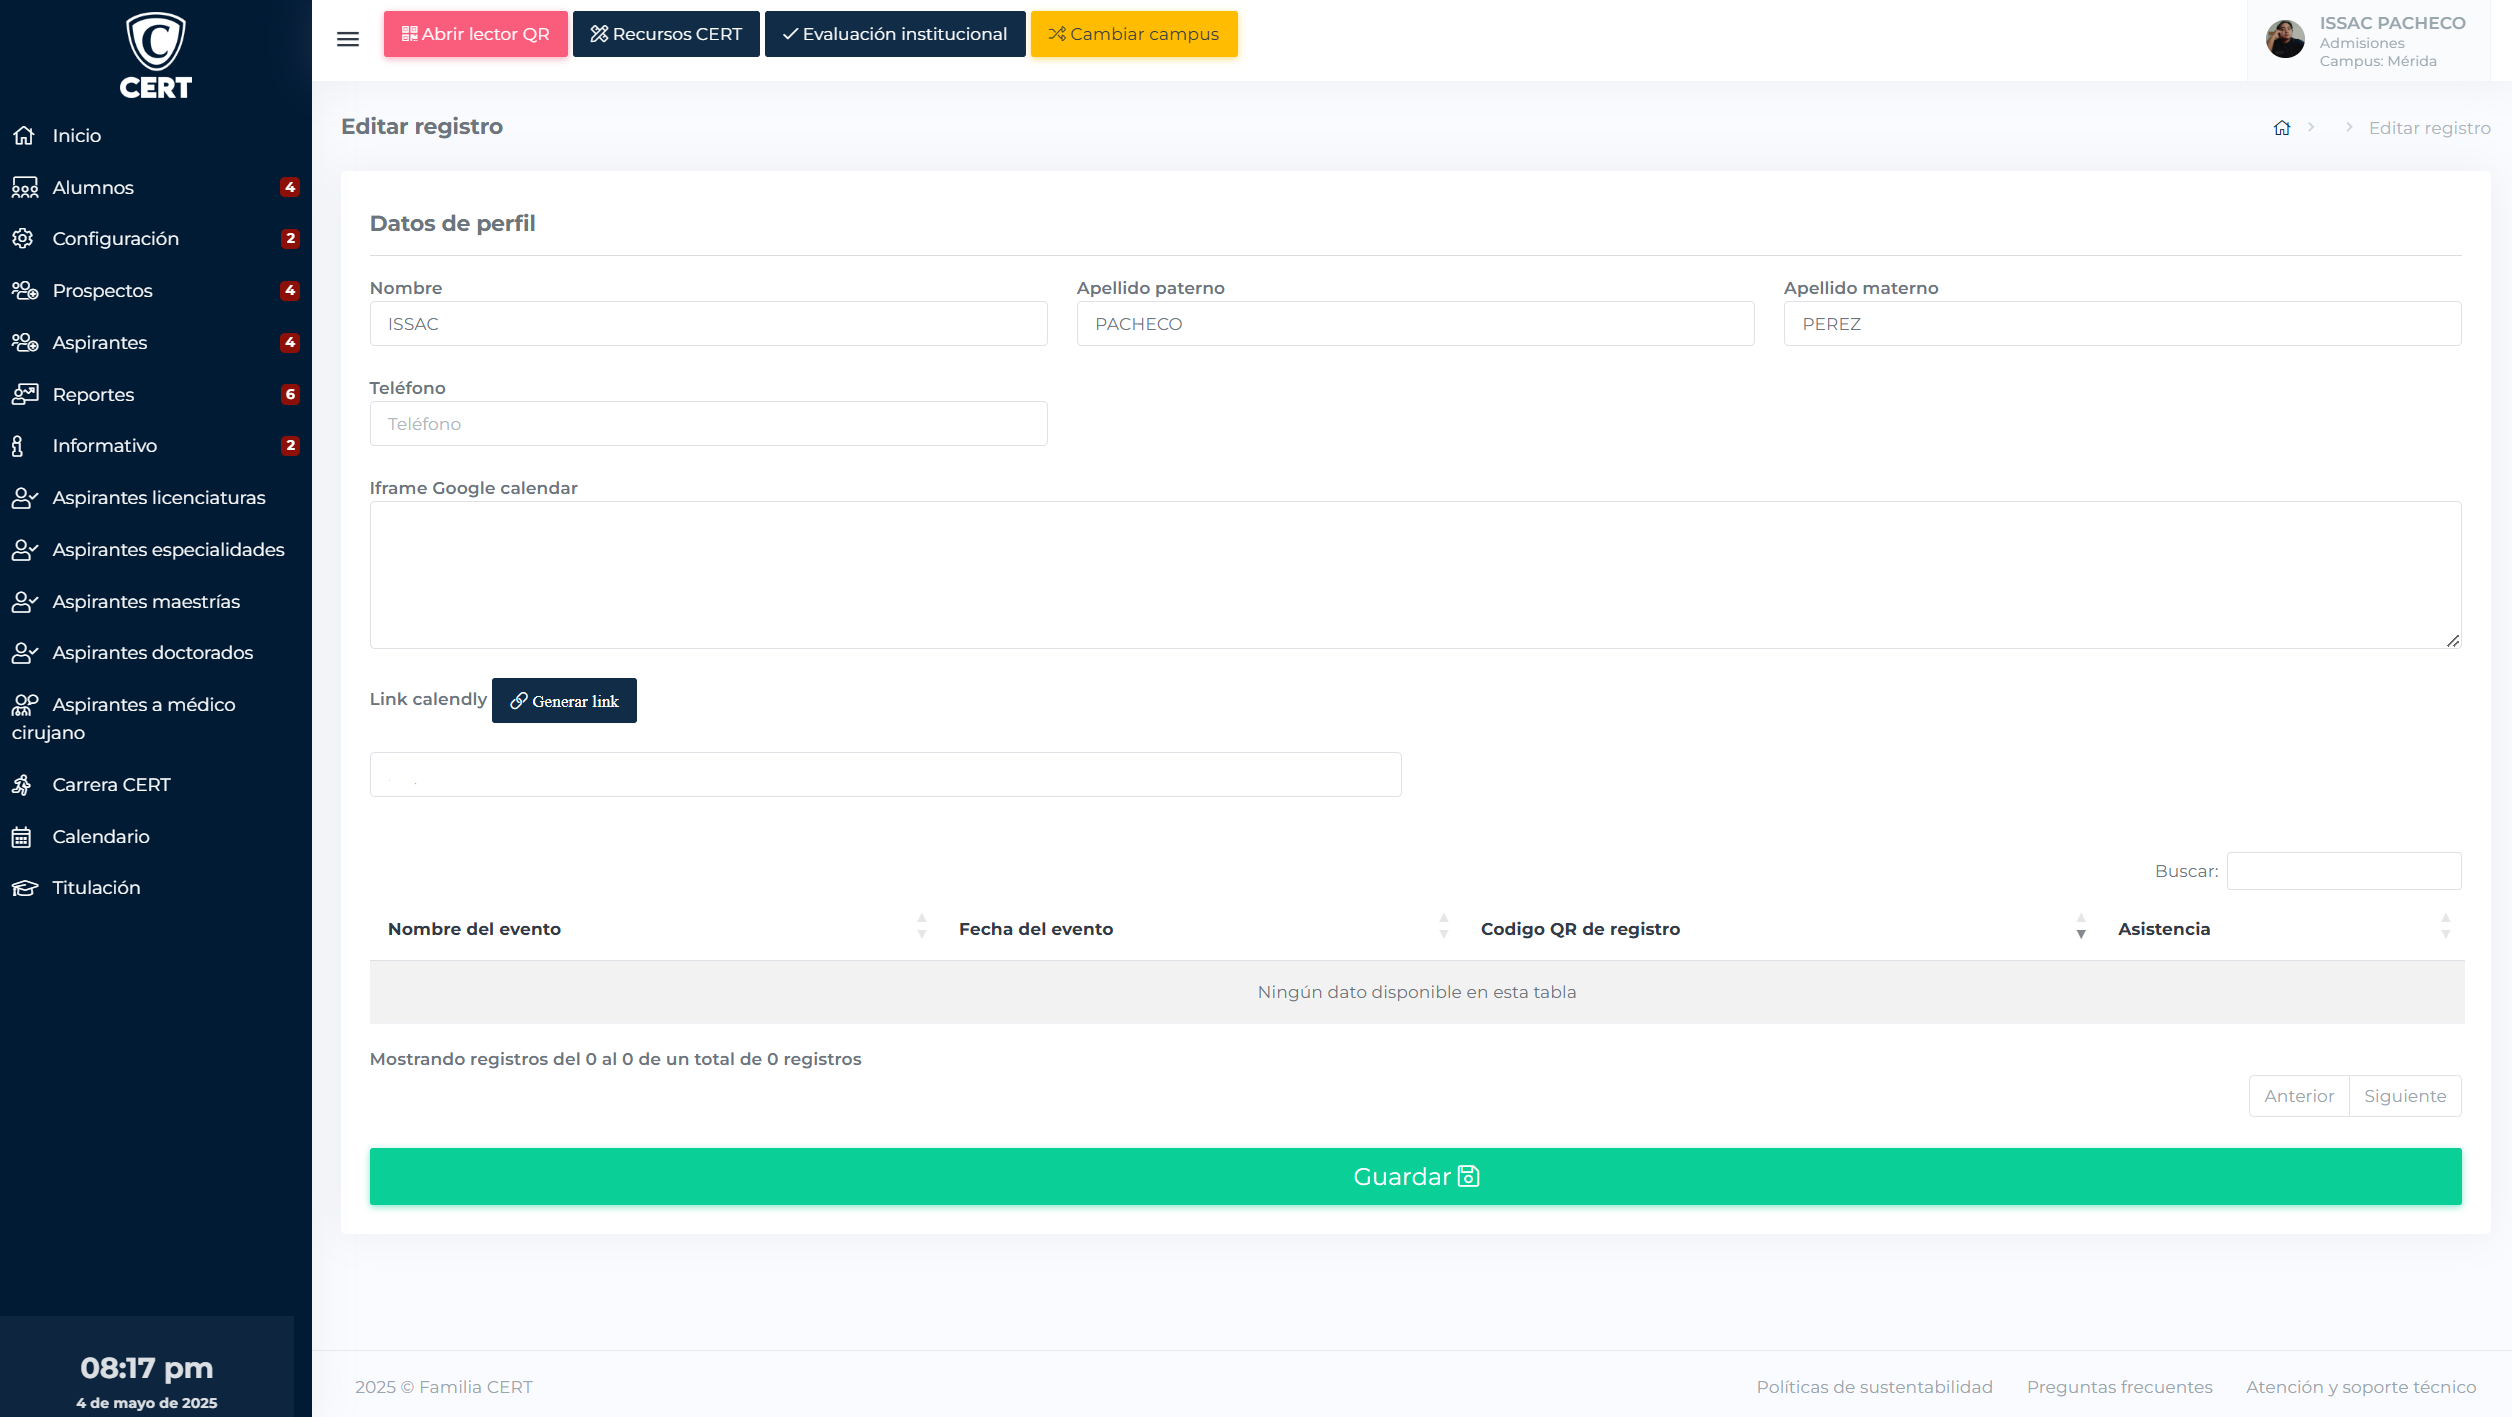 C
CERT
Abrir lector QR
Recursos CERT
Evaluación institucional
Cambiar campus
ISSAC PACHECO
Admisiones
Campus: Mérida
Inicio
Alumnos 4
Configuración 2
Prospectos 4
Aspirantes 4
Reportes 6
Informativo 2
Aspirantes licenciaturas
Aspirantes especialidades
Aspirantes maestrías
Aspirantes doctorados
Aspirantes a médico
cirujano
Carrera CERT
Calendario
Titulación
08:17 pm
4 de mayo de 2025
Editar registro
Editar registro
Datos de perfil
Nombre
ISSAC
Apellido paterno
PACHECO
Apellido materno
PEREZ
Teléfono
Teléfono
Iframe Google calendar
Link calendly
Generar link
Buscar:
Nombre del evento
Fecha del evento
Codigo QR de registro
Asistencia
Ningún dato disponible en esta tabla
Mostrando registros del 0 al 0 de un total de 0 registros
Anterior
Siguiente
Guardar
2025 © Familia CERT
Políticas de sustentabilidad
Preguntas frecuentes
Atención y soporte técnico